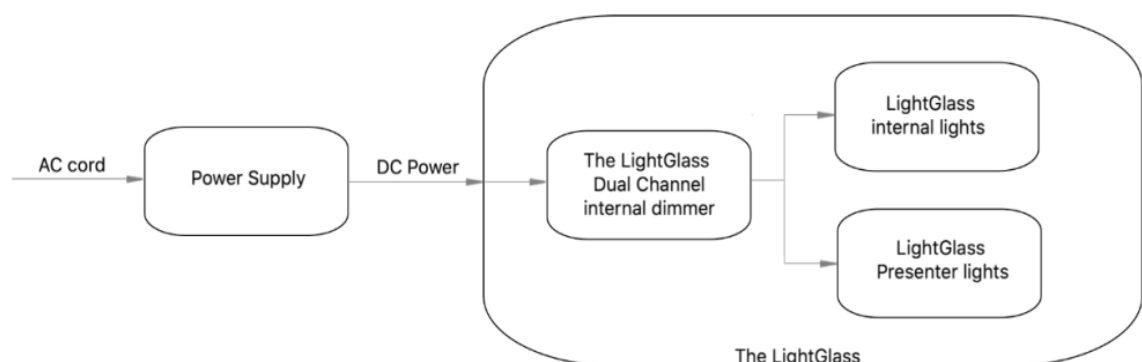 AC cord
Power Supply
DC Power
The LightGlass
Dual Channel
internal dimmer
LightGlass
internal lights
LightGlass
Presenter lights
The LightGlass